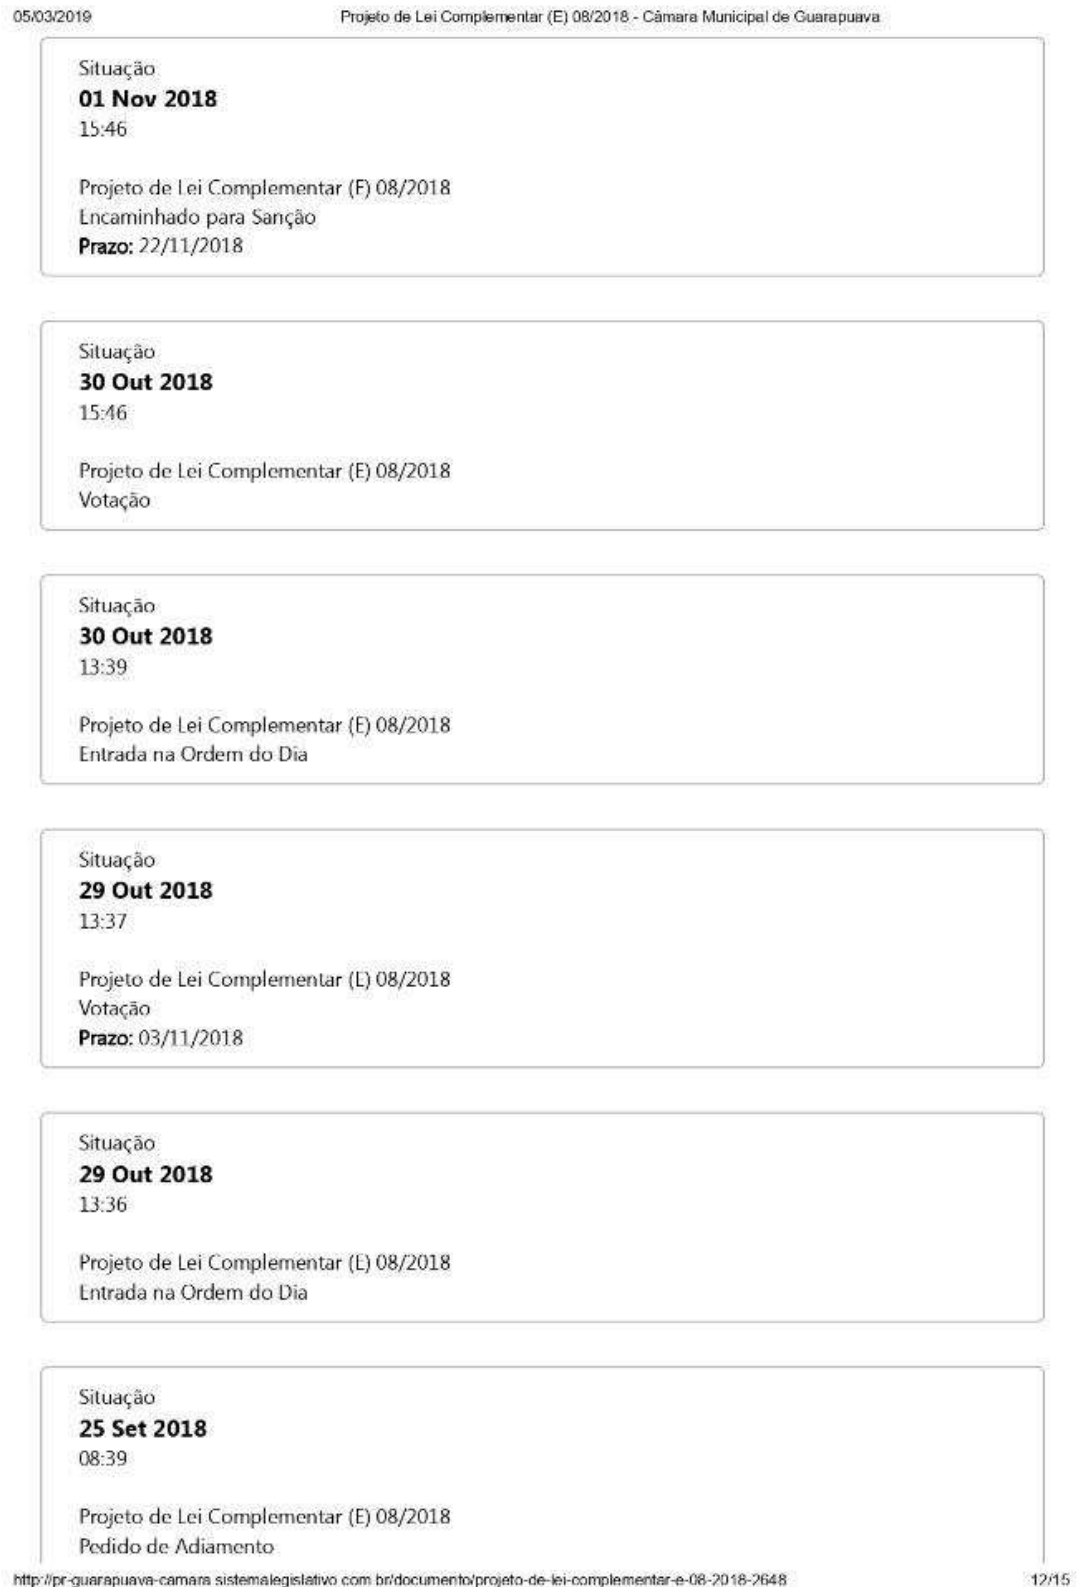 05/03/2019 Projeto de Lei Complementar (E) 08/2018 - Câmara Municipal de Guarapuava
Situação
01 Nov 2018
15:46
Projeto de Lei Complementar (E) 08/2018
Encaminhado para Sanção
Prazo: 22/11/2018
Situação
30 Out 2018
15:46
Projeto de Lei Complementar (E) 08/2018
Votação
Situação
30 Out 2018
13:39
Projeto de Lei Complementar (E) 08/2018
Entrada na Ordem do Dia
Situação
29 Out 2018
13:37
Projeto de Lei Complementar (E) 08/2018
Votação
Prazo: 03/11/2018
Situação
29 Out 2018
13:36
Projeto de Lei Complementar (E) 08/2018
Entrada na Ordem do Dia
Situação
25 Set 2018
08:39
Projeto de Lei Complementar (E) 08/2018
Pedido de Adiamento
http://pr-guarapuava-camara.sistemalegislativo.com.br/documento/projeto-de-lei-complementar-e-08-2018-2648 12/15